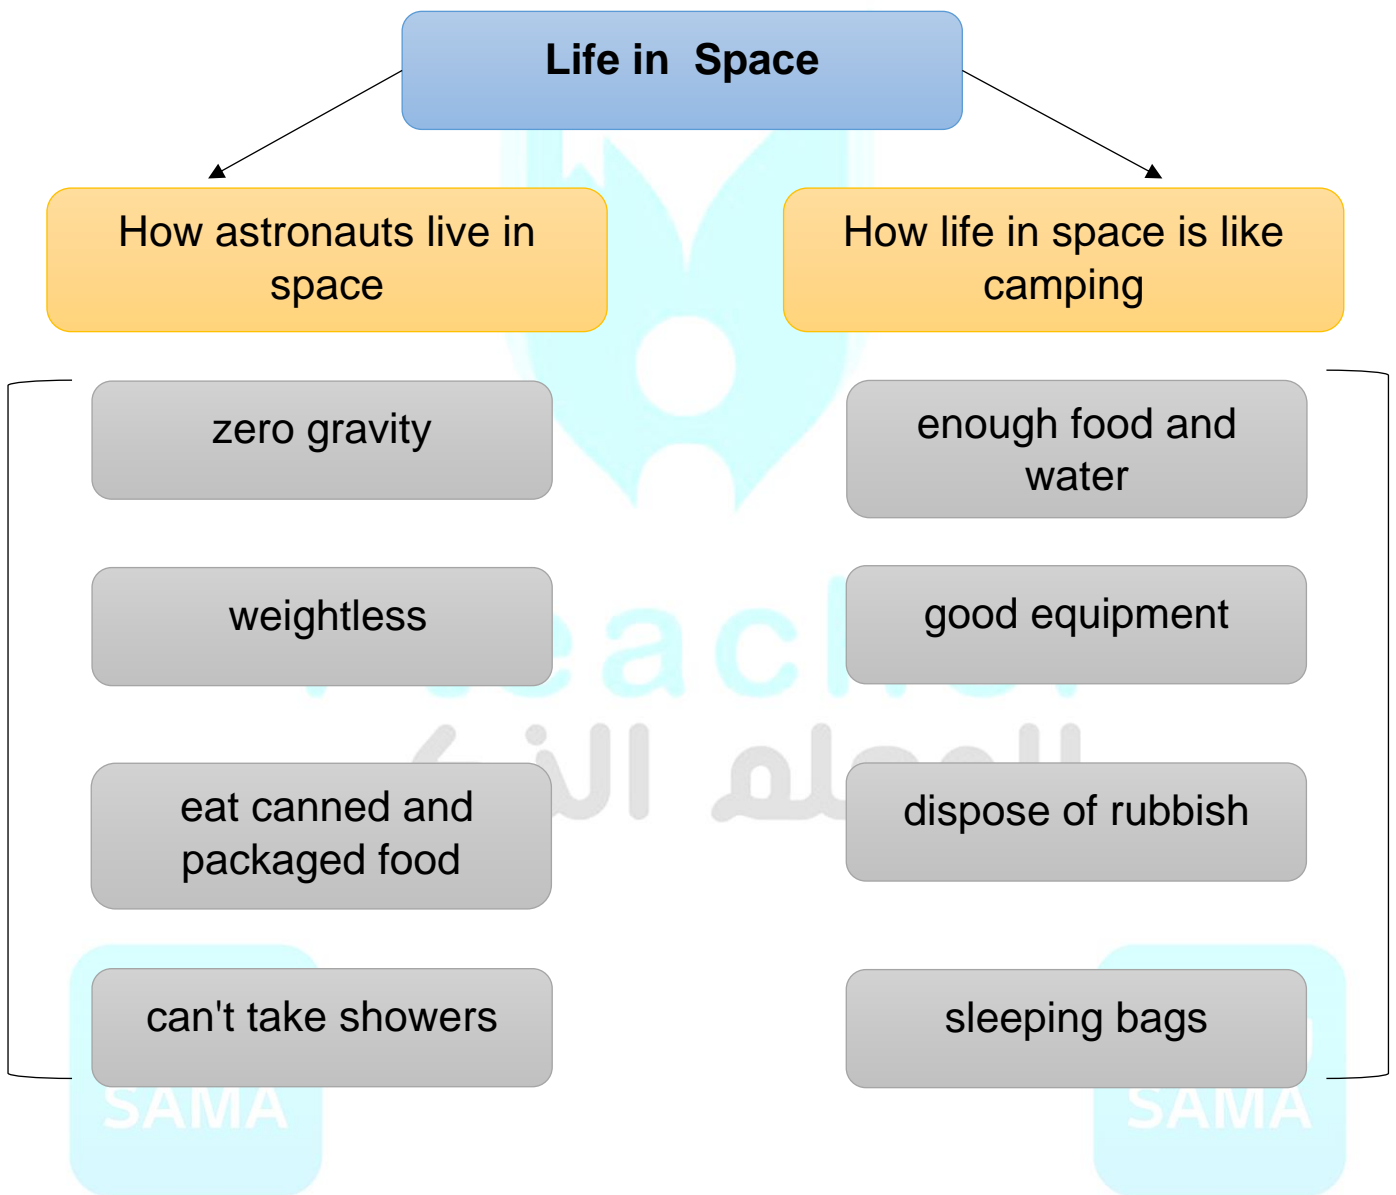 Life in  Space
How astronauts live in
space
How life in space is like
camping
zero gravity
enough food and
water
weightless
good equipment
eat canned and
packaged food
dispose of rubbish
can't take showers
sleeping bags
SAMA
SAMA